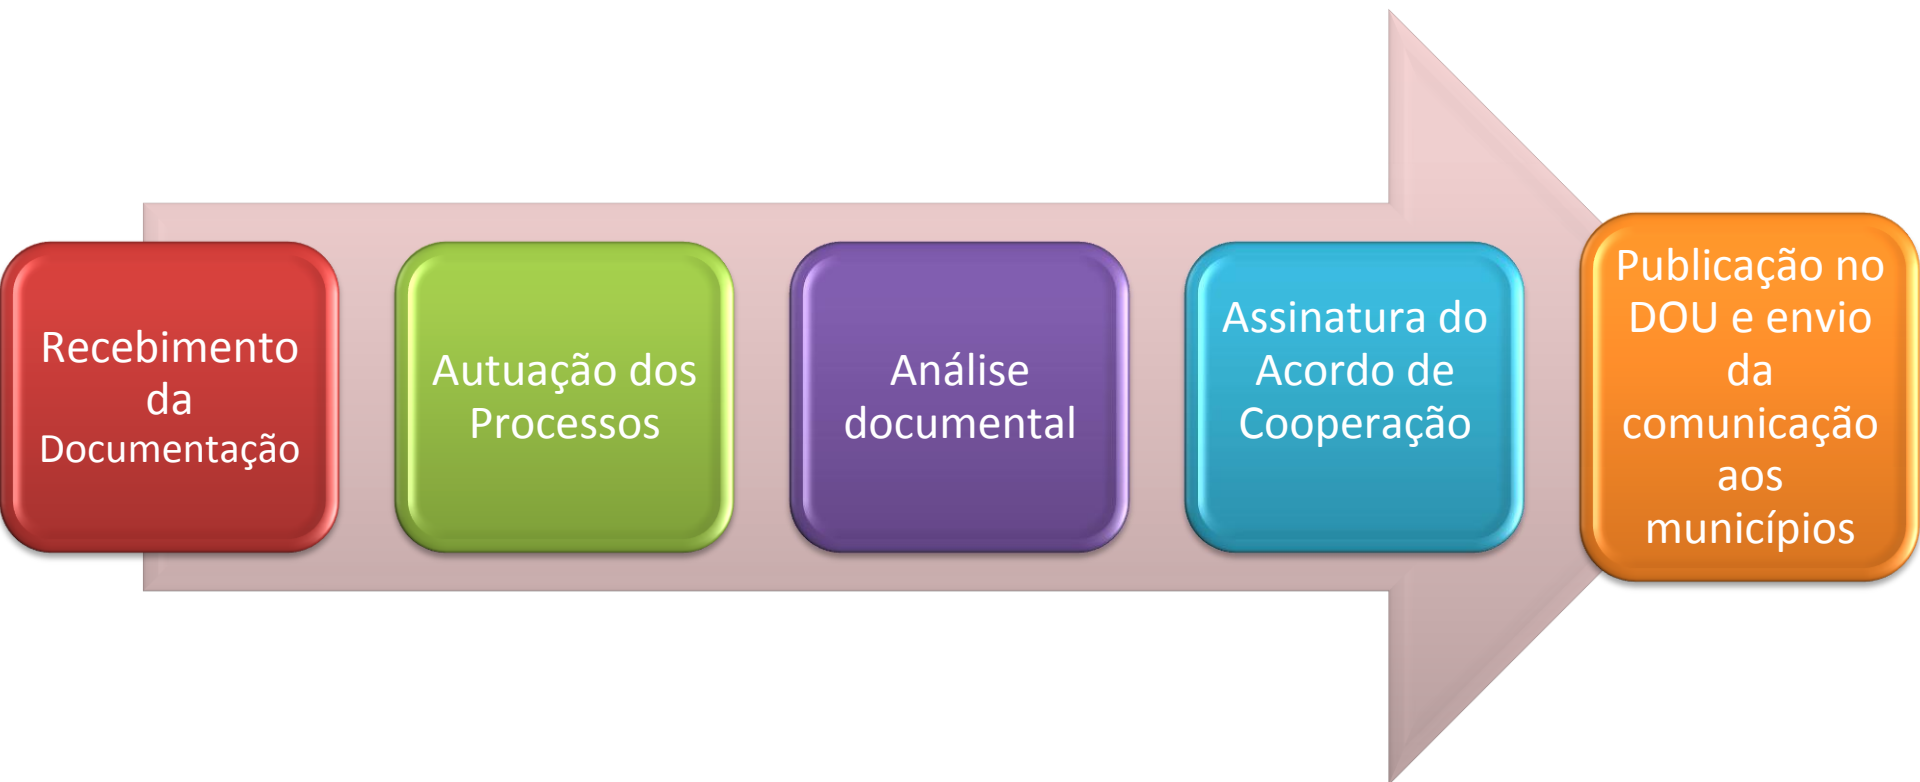 Recebimento
da
Documentação
Autuação dos
Processos
Análise
documental
Assinatura do
Acordo de
Cooperação
Publicação no
DOU e envio
da
comunicação
aos
municípios